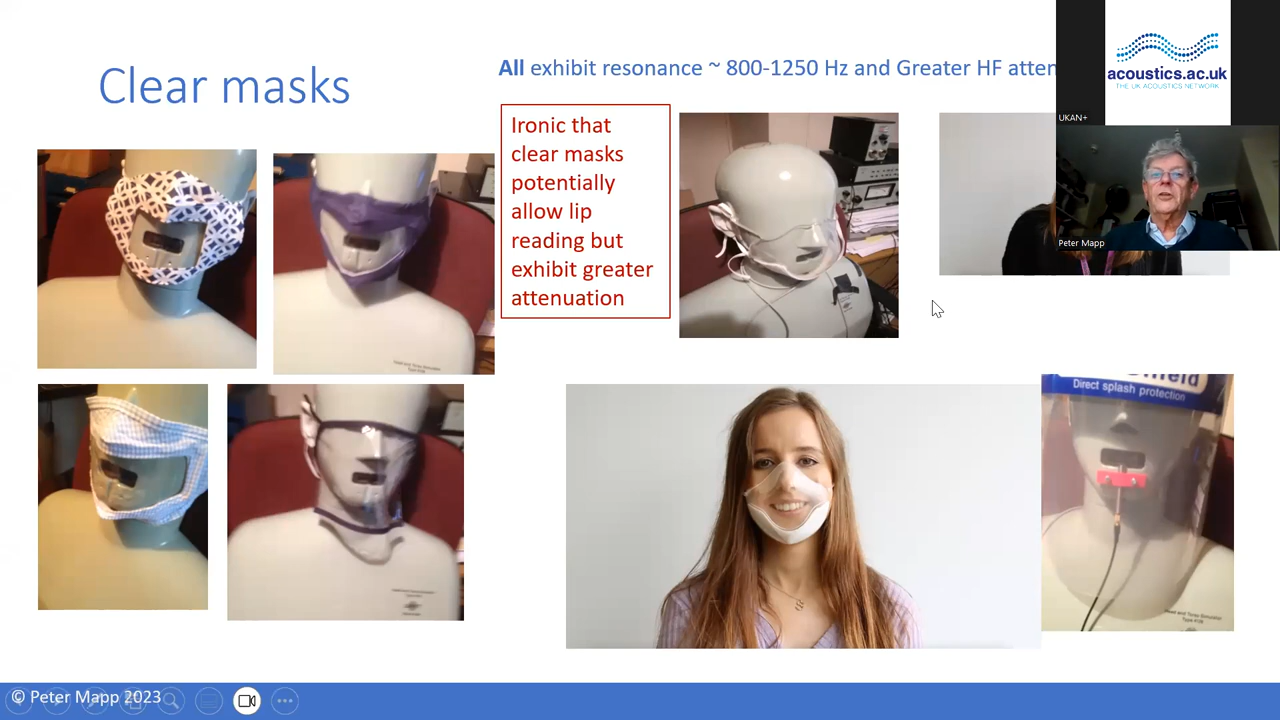 Clear masks
All exhibit resonance ~ 800-1250 Hz and Greater HF atten
Ironic that
clear masks
potentially
allow lip
reading but
exhibit greater
attenuation
acoustics.ac.uk
THE UK ACOUSTICS NETWORK
UKAN+
Peter Mapp
Direct splash protection
© Peter Mapp 2023